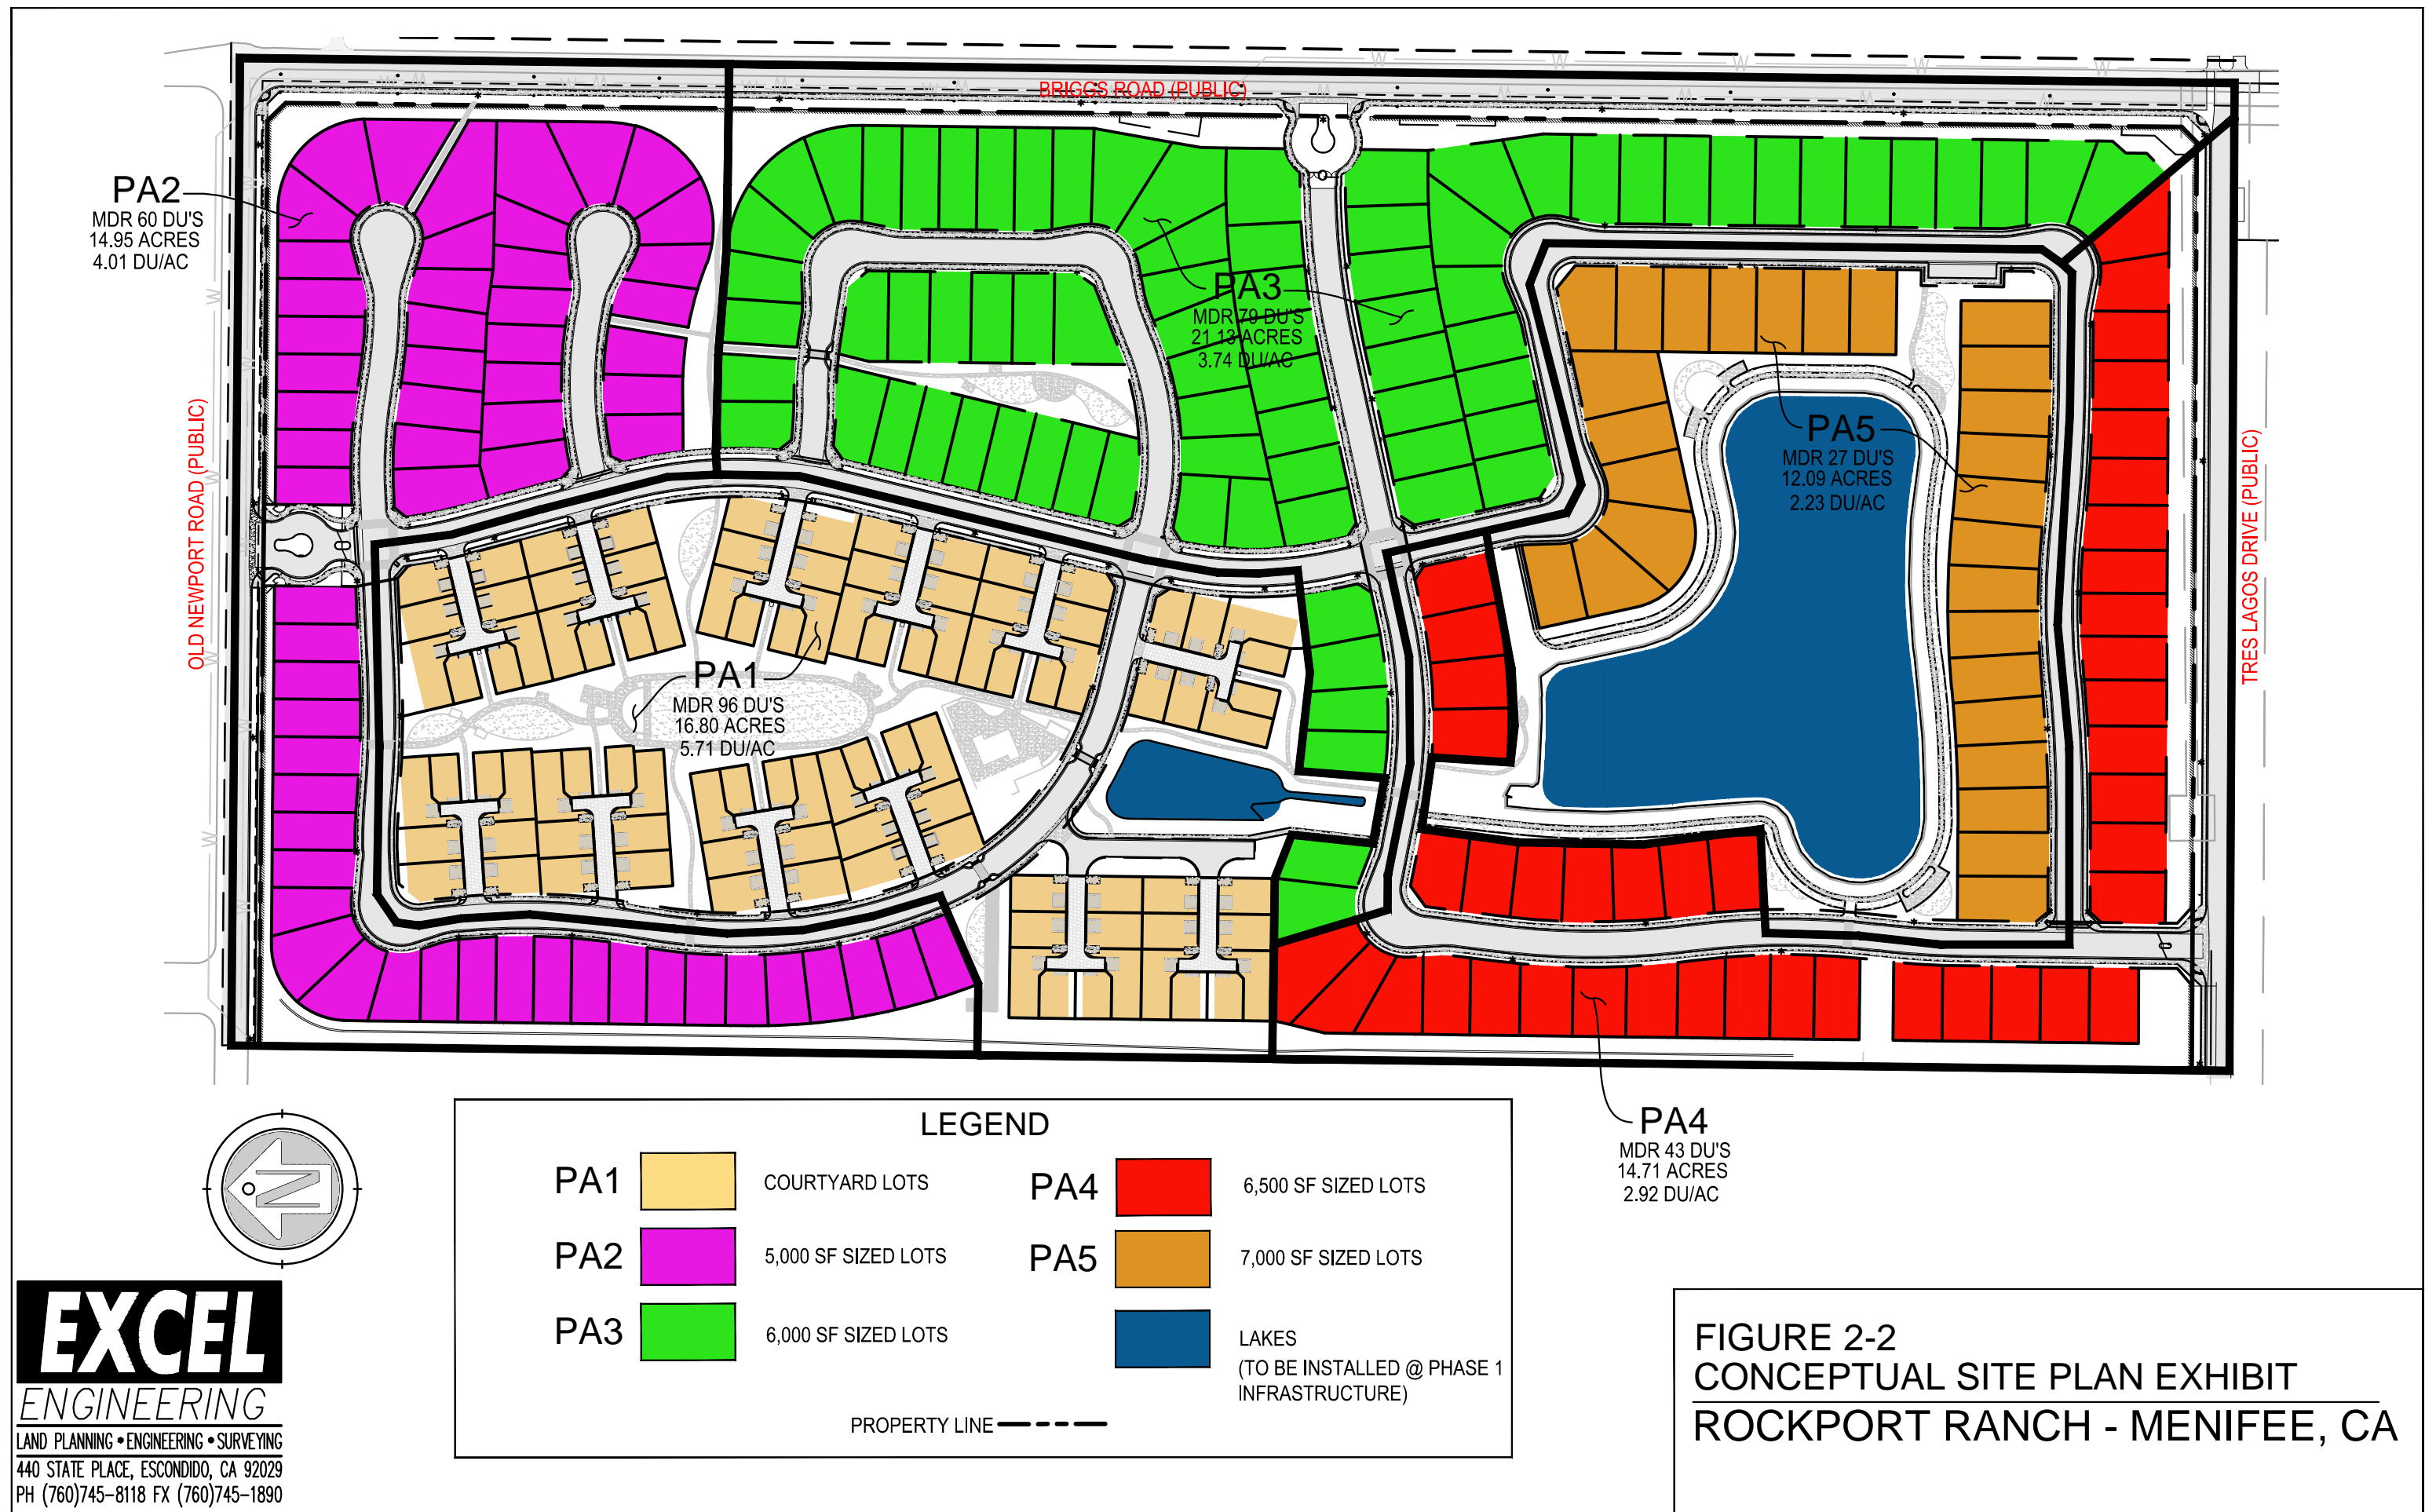 BRIGGS ROAD (PUBLIC)
PA2
MDR 60 DU'S
14.95 ACRES
4.01 DU/AC
PA3
MDR 79 DU'S
21.13 ACRES
3.74 DU/AC
PA5
MDR 27 DU'S
12.09 ACRES
2.23 DU/AC
OLD NEWPORT ROAD (PUBLIC)
TRES LAGOS DRIVE (PUBLIC)
PA1
MDR 96 DU'S
16.80 ACRES
5.71 DU/AC
PA4
MDR 43 DU'S
14.71 ACRES
2.92 DU/AC
LEGEND
PA1 COURTYARD LOTS
PA2 5,000 SF SIZED LOTS
PA3 6,000 SF SIZED LOTS
PA4 6,500 SF SIZED LOTS
PA5 7,000 SF SIZED LOTS
LAKES
(TO BE INSTALLED @ PHASE 1
INFRASTRUCTURE)
PROPERTY LINE
N
EXCEL
ENGINEERING
LAND PLANNING • ENGINEERING • SURVEYING
440 STATE PLACE, ESCONDIDO, CA 92029
PH (760)745-8118 FX (760)745-1890
FIGURE 2-2
CONCEPTUAL SITE PLAN EXHIBIT
ROCKPORT RANCH - MENIFEE, CA